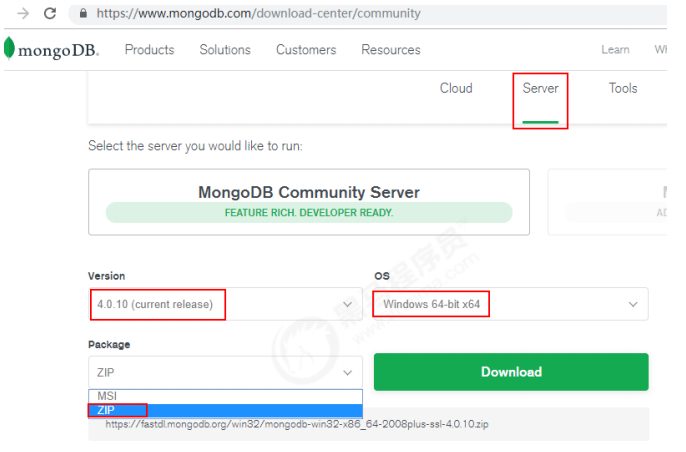 https://www.mongodb.com/download-center/community
mongoDB. Products Solutions Customers Resources Learn
Cloud Server Tools
Select the server you would like to run:
MongoDB Community Server
FEATURE RICH. DEVELOPER READY.
Version OS
4.0.10 (current release) Windows 64-bit x64
Package
ZIP Download
MSI
ZIP
https://fastdl.mongodb.org/win32/mongodb-win32-x86_64-2008plus-ssl-4.0.10.zip